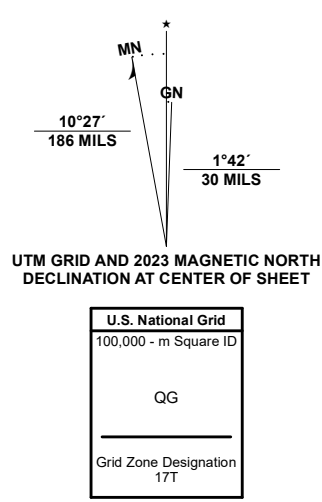 MN
GN
10°27´
186 MILS
1°42´
30 MILS
UTM GRID AND 2023 MAGNETIC NORTH
DECLINATION AT CENTER OF SHEET
U.S. National Grid
100,000 - m Square ID
QG
Grid Zone Designation
17T